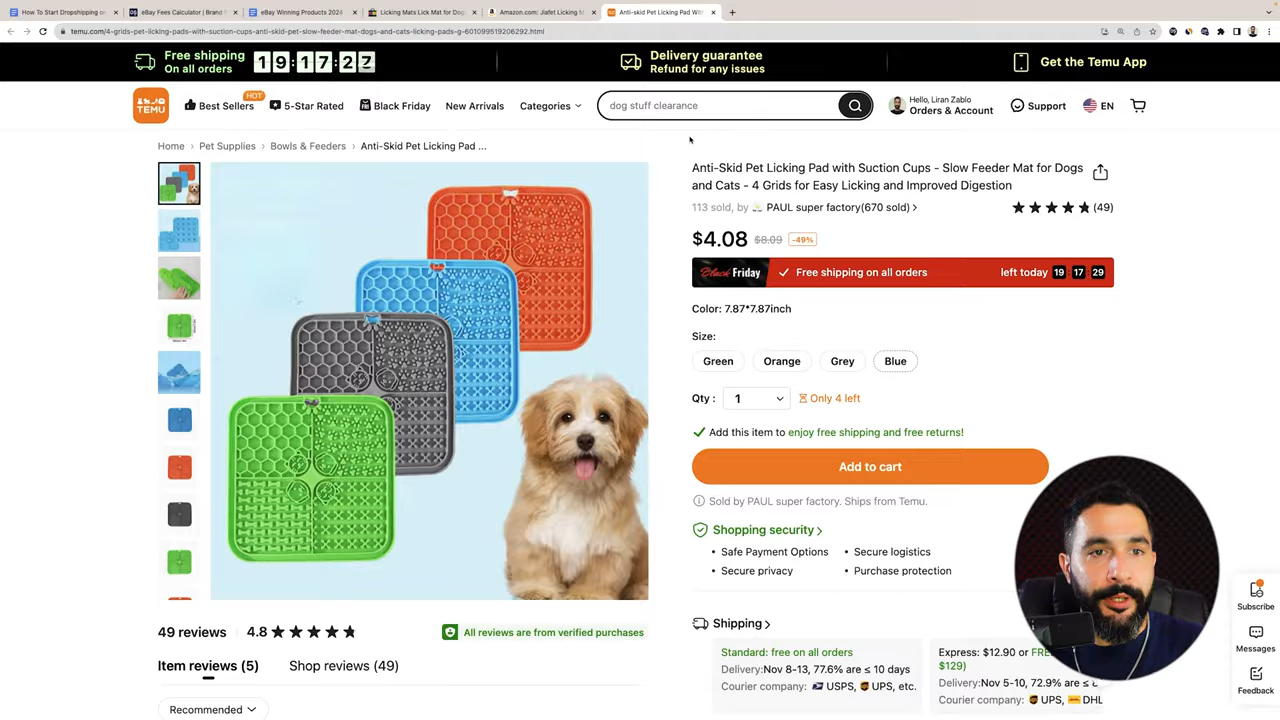 How To Start Dropshipping on
eBay Fees Calculator | Brand
eBay Winning Products 2024
Licking Mats Lick Mat for Dog
Amazon.com: Jiafet Licking M
Anti-skid Pet Licking Pad Wit
temu.com/4-grids-pet-licking-pads-with-suction-cups-anti-skid-pet-slow-feeder-mat-dogs-and-cats-licking-pads-g-601099519206292.html
Free shipping
On all orders
19:17:27
Delivery guarantee
Refund for any issues
Get the Temu App
TEMU
Best Sellers
HOT
5-Star Rated
Black Friday
New Arrivals
Categories
dog stuff clearance
Hello, Liran Zablo
Orders & Account
Support
EN
Home > Pet Supplies > Bowls & Feeders > Anti-Skid Pet Licking Pad ...
Anti-Skid Pet Licking Pad with Suction Cups - Slow Feeder Mat for Dogs
and Cats - 4 Grids for Easy Licking and Improved Digestion
113 sold, by PAUL super factory(670 sold) >
(49)
$4.08 $8.09 -49%
Black Friday Free shipping on all orders left today 19 : 17 : 29
Color: 7.87*7.87inch
Size:
Green
Orange
Grey
Blue
Qty : 1 Only 4 left
Add this item to enjoy free shipping and free returns!
Add to cart
Sold by PAUL super factory. Ships from Temu.
Shopping security >
• Safe Payment Options • Secure logistics
• Secure privacy • Purchase protection
49 reviews 4.8
All reviews are from verified purchases
Item reviews (5) Shop reviews (49)
Recommended
Shipping >
Standard: free on all orders
Delivery: Nov 8-13, 77.6% are ≤ 10 days
Courier company: USPS, UPS, etc.
Express: $12.90 or FRE
$129)
Delivery: Nov 5-10, 72.9% are ≤
Courier company: UPS, DHL
Subscribe
Messages
Feedback